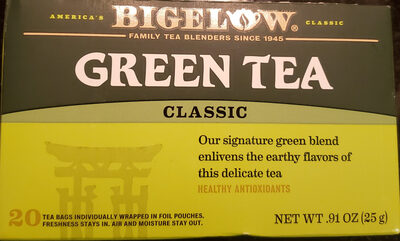 AMERICA'S BIGELOW® CLASSIC
FAMILY TEA BLENDERS SINCE 1945
GREEN TEA
CLASSIC
Our signature green blend
enlivens the earthy flavors of
this delicate tea
HEALTHY ANTIOXIDANTS
20 TEA BAGS INDIVIDUALLY WRAPPED IN FOIL POUCHES.
FRESHNESS STAYS IN. AIR AND MOISTURE STAY OUT.
NET WT .91 OZ (25 g)